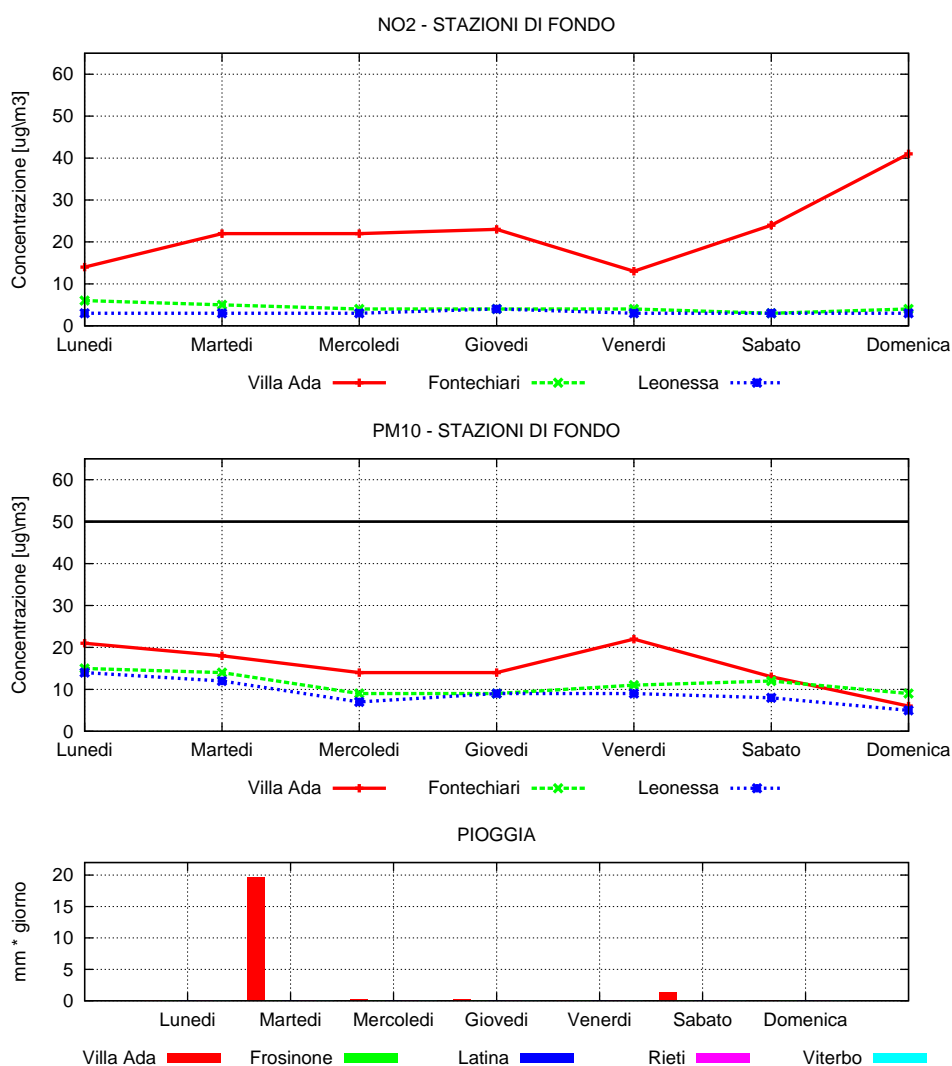 NO2 - STAZIONI DI FONDO
Concentrazione [ug\m3]
60
50
40
30
20
10
0
Lunedi Martedi Mercoledi Giovedi Venerdi Sabato Domenica
Villa Ada Fontechiari Leonessa
PM10 - STAZIONI DI FONDO
Concentrazione [ug\m3]
60
50
40
30
20
10
0
Lunedi Martedi Mercoledi Giovedi Venerdi Sabato Domenica
Villa Ada Fontechiari Leonessa
PIOGGIA
mm * giorno
20
15
10
5
0
Lunedi Martedi Mercoledi Giovedi Venerdi Sabato Domenica
Villa Ada Frosinone Latina Rieti Viterbo